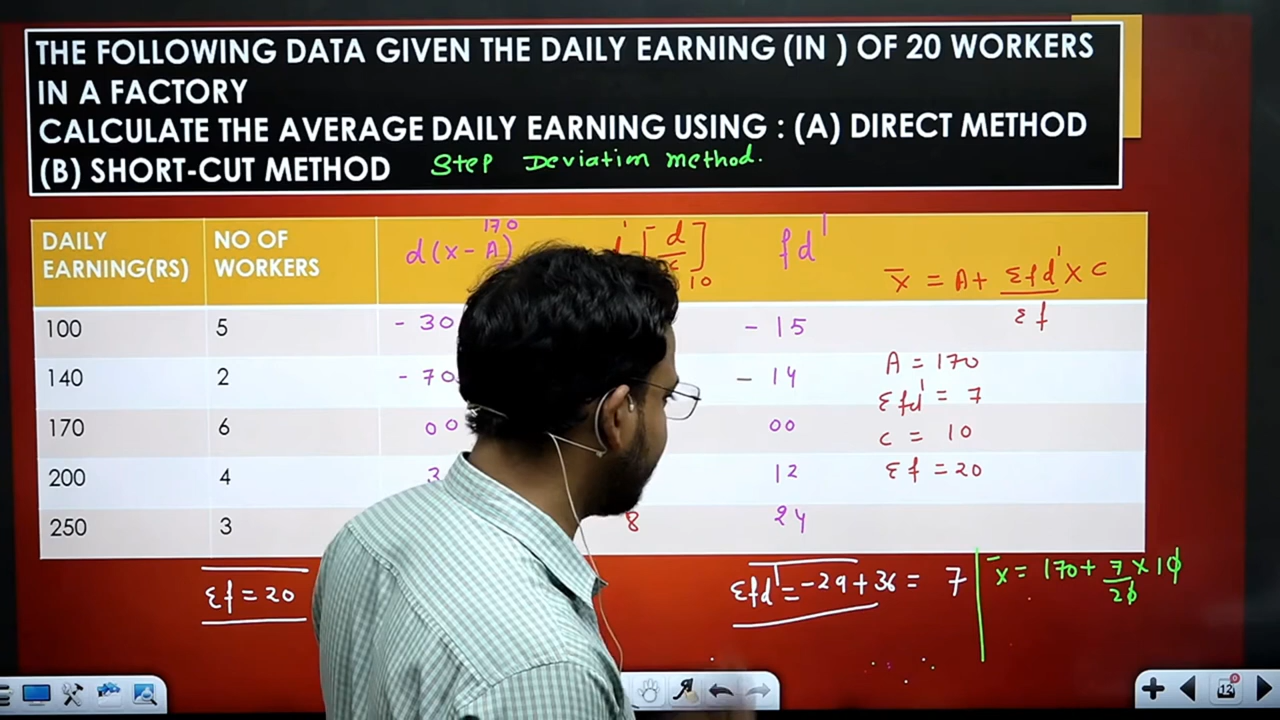 THE FOLLOWING DATA GIVEN THE DAILY EARNING (IN ) OF 20 WORKERS
IN A FACTORY
CALCULATE THE AVERAGE DAILY EARNING USING : (A) DIRECT METHOD
(B) SHORT-CUT METHOD Step Deviation method.
170
DAILY EARNING(RS) NO OF WORKERS d(x-A) [d/c] fd'
10
x̄ = A+ Σfd'/Σf X c
100 5 -30 -15
A = 170
140 2 -70 -14
Σfd' = 7
170 6 00 00
c = 10
200 4 3 12
Σf = 20
250 3 8 24
Σf = 20 Σfd' = -29+36 = 7 x̄ = 170+ 7/20 x 10
12